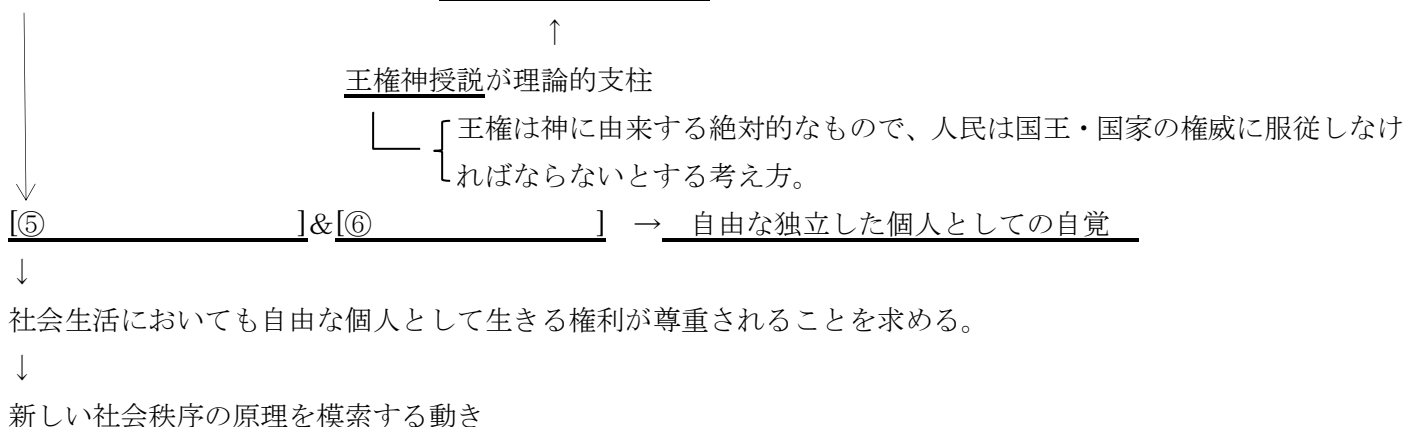 ↑
王権神授説が理論的支柱
王権は神に由来する絶対的なもので、人民は国王・国家の権威に服従しなけ
ればならないとする考え方。
[⑤　　　　　　　　]&[⑥　　　　　　　　]　→　自由な独立した個人としての自覚
↓
社会生活においても自由な個人として生きる権利が尊重されることを求める。
↓
新しい社会秩序の原理を模索する動き